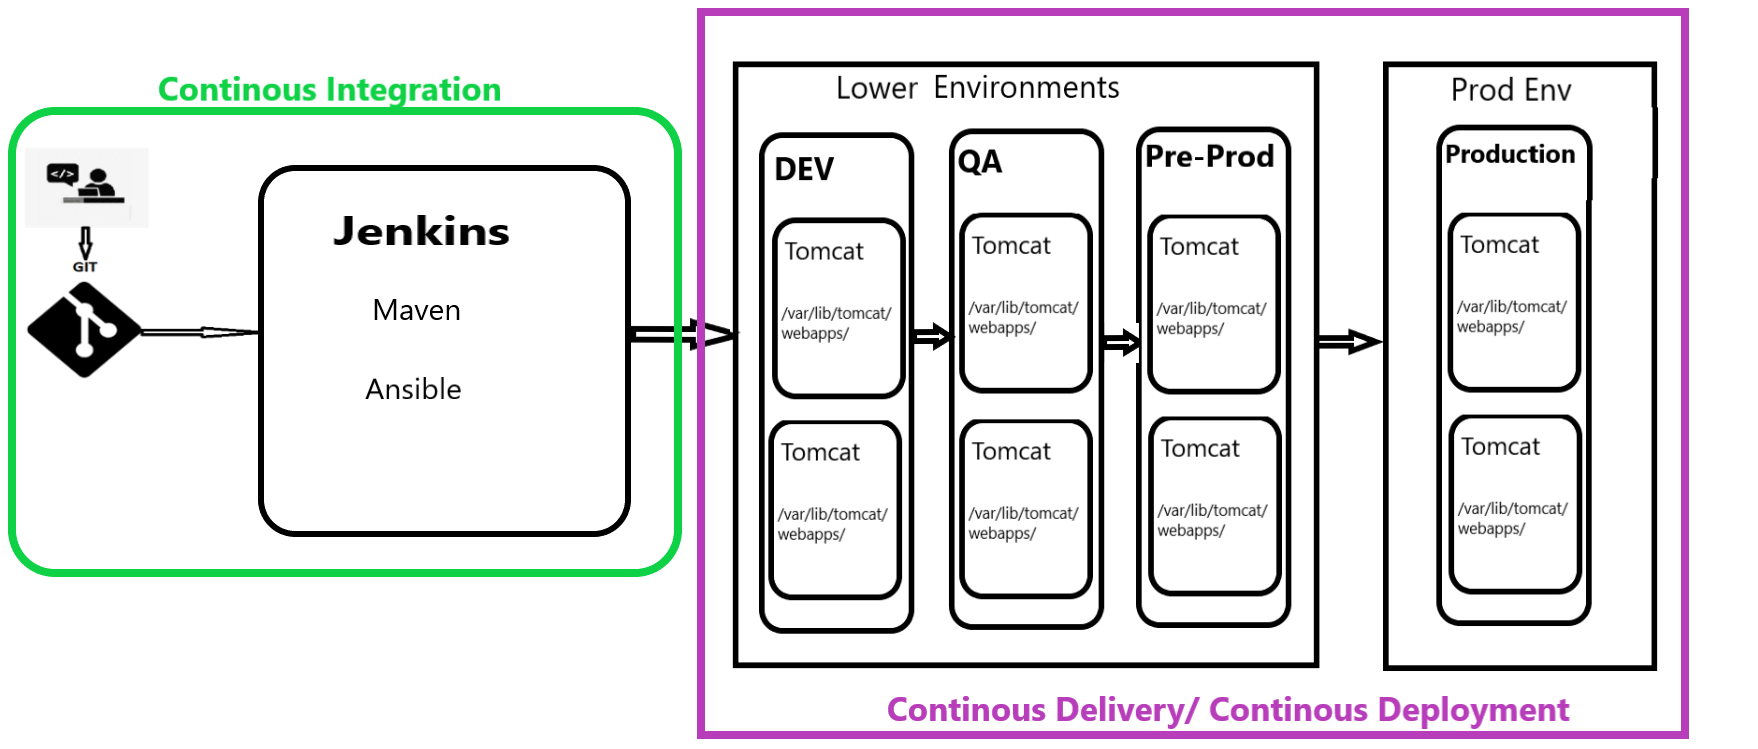 Continous Integration
</>
GIT
Jenkins
Maven
Ansible
Lower Environments
DEV
Tomcat
/var/lib/tomcat/
webapps/
Tomcat
/var/lib/tomcat/
webapps/
QA
Tomcat
/var/lib/tomcat/
webapps/
Tomcat
/var/lib/tomcat/
webapps/
Pre-Prod
Tomcat
/var/lib/tomcat/
webapps/
Tomcat
/var/lib/tomcat/
webapps/
Prod Env
Production
Tomcat
/var/lib/tomcat/
webapps/
Tomcat
/var/lib/tomcat/
webapps/
Continous Delivery/ Continous Deployment